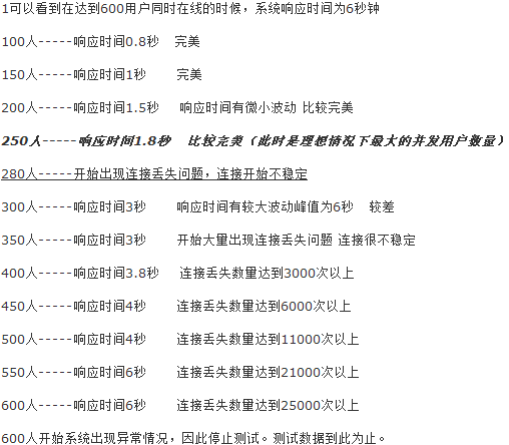 1可以看到在达到600用户同时在线的时候，系统响应时间为6秒钟
100人-----响应时间0.8秒 完美
150人-----响应时间1秒 完美
200人-----响应时间1.5秒 响应时间有微小波动 比较完美
250人-----响应时间1.8秒 比较完美（此时是理想情况下最大的并发用户数量）
280人-----开始出现连接丢失问题，连接开始不稳定
300人-----响应时间3秒 响应时间有较大波动峰值为6秒 较差
350人-----响应时间3秒 开始大量出现连接丢失问题 连接很不稳定
400人-----响应时间3.8秒 连接丢失数量达到3000次以上
450人-----响应时间4秒 连接丢失数量达到6000次以上
500人-----响应时间4秒 连接丢失数量达到11000次以上
550人-----响应时间6秒 连接丢失数量达到21000次以上
600人-----响应时间6秒 连接丢失数量达到25000次以上
600人开始系统出现异常情况，因此停止测试。测试数据到此为止。